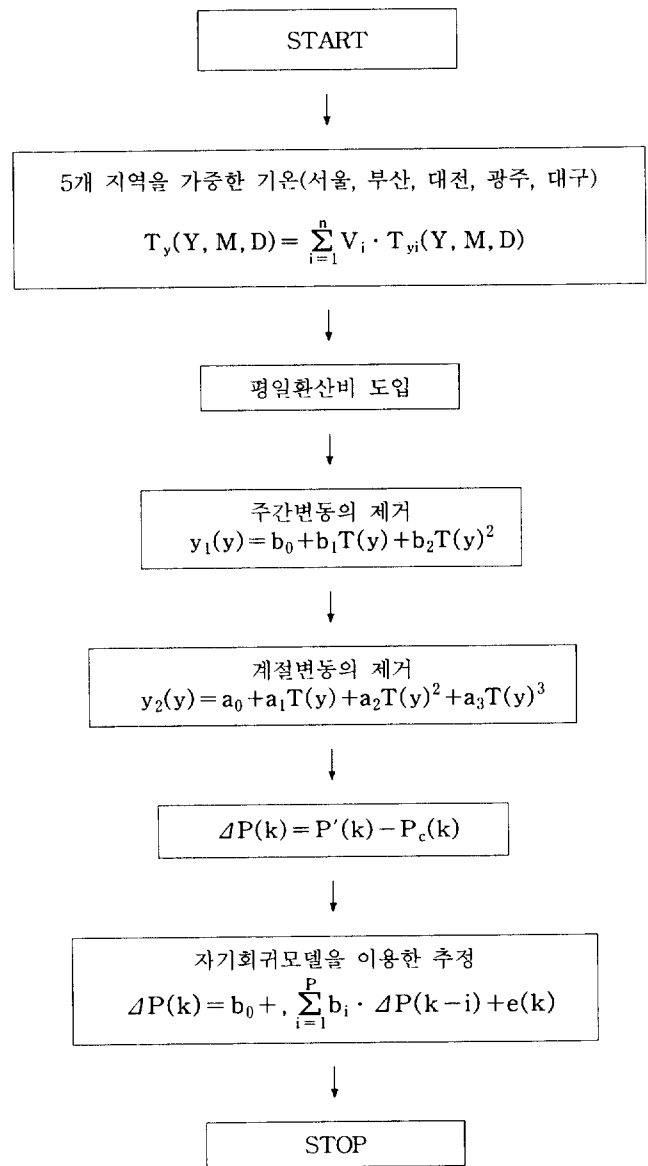 START
5개 지역을 가중한 기온(서울, 부산, 대전, 광주, 대구)
T_y(Y, M, D) = \sum_{i=1}^{n} V_i · T_{yi}(Y, M, D)
평일환산비 도입
주간변동의 제거
y_1(y) = b_0 + b_1T(y) + b_2T(y)^2
계절변동의 제거
y_2(y) = a_0 + a_1T(y) + a_2T(y)^2 + a_3T(y)^3
ΔP(k) = P′(k) − P_c(k)
자기회귀모델을 이용한 추정
ΔP(k) = b_0 + , \sum_{i=1}^{P} b_i · ΔP(k−i) + e(k)
STOP